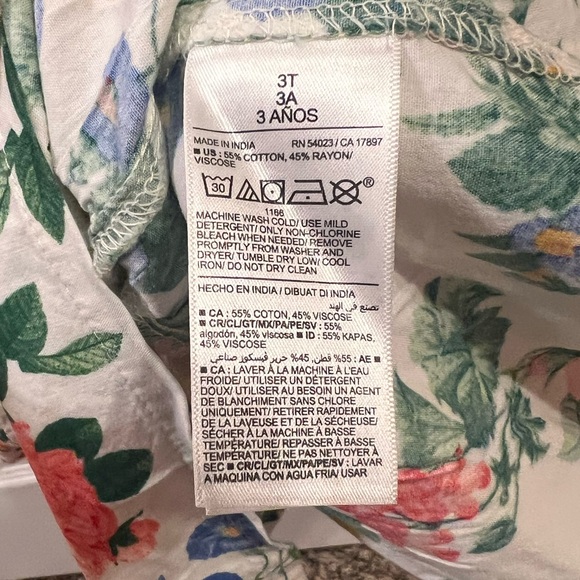 3T
3A
3 AÑOS
MADE IN INDIA RN 54023 / CA 17897
■ US : 55% COTTON, 45% RAYON/
VISCOSE
30
®
1166
MACHINE WASH COLD/ USE MILD
DETERGENT/ ONLY NON-CHLORINE
BLEACH WHEN NEEDED/ REMOVE
PROMPTLY FROM WASHER AND
DRYER/ TUMBLE DRY LOW/ COOL
IRON/ DO NOT DRY CLEAN
HECHO EN INDIA / DIBUAT DI INDIA
تصنع في الهند
■ CA : 55% COTON, 45% VISCOSE
■ CR/CL/GT/MX/PA/PE/SV : 55%
algodón, 45% viscosa ■ ID : 55% KAPAS,
45% VISCOSE
AE : 55% قطن, 45% حرير فيسكوز صناعي ■
■ CA : LAVER À LA MACHINE À L'EAU
FROIDE/ UTILISER UN DÉTERGENT
DOUX/ UTILISER AU BESOIN UN AGENT
DE BLANCHIMENT SANS CHLORE
UNIQUEMENT/ RETIRER RAPIDEMENT
DE LA LAVEUSE ET DE LA SÉCHEUSE/
SÉCHER À LA MACHINE À BASSE
TEMPÉRATURE/ REPASSER À BASSE
TEMPÉRATURE/ NE PAS NETTOYER À
SEC ■ CR/CL/GT/MX/PA/PE/SV : LAVAR
A MAQUINA CON AGUA FRIA/ USAR